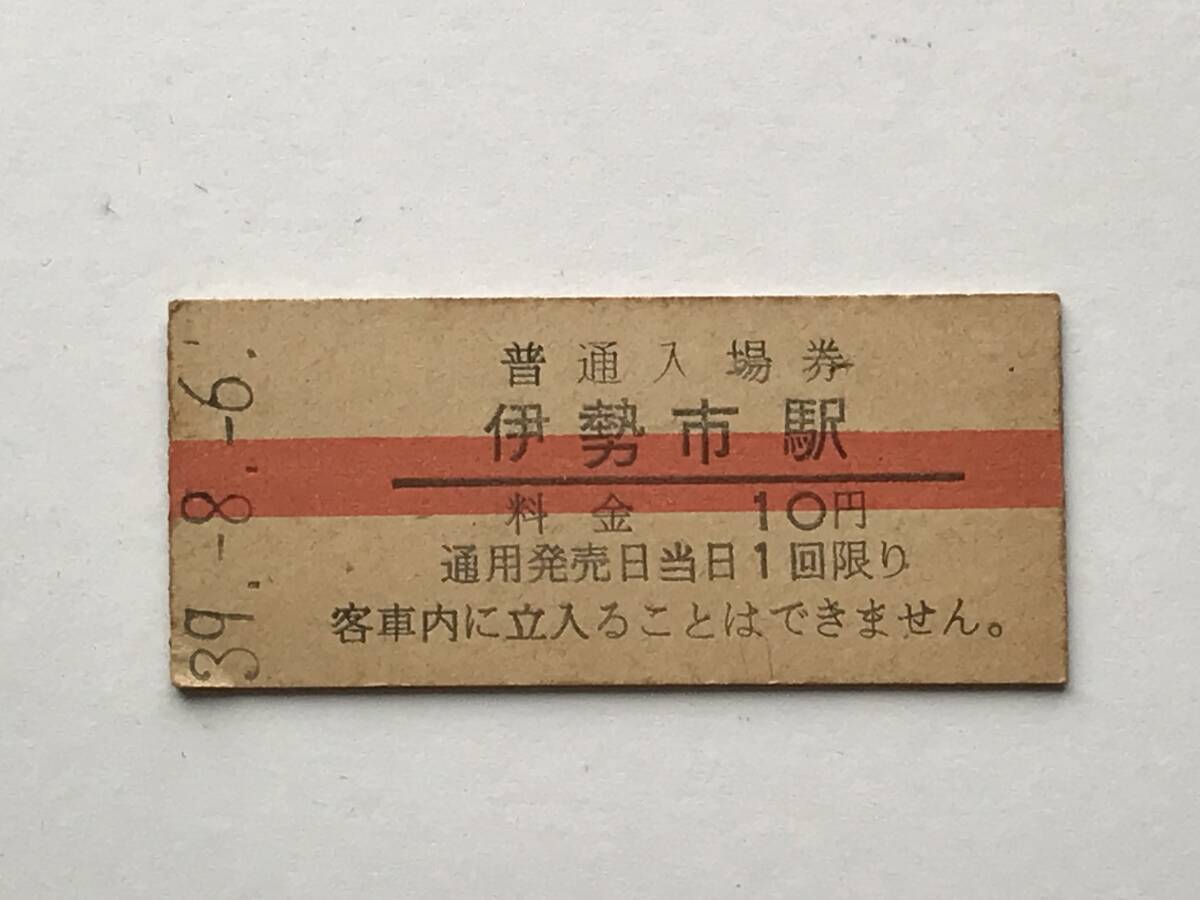 普通入場券
伊勢市駅
料金 10円
通用発売日当日1回限り
客車内に立入ることはできません。
39.-8.-6.